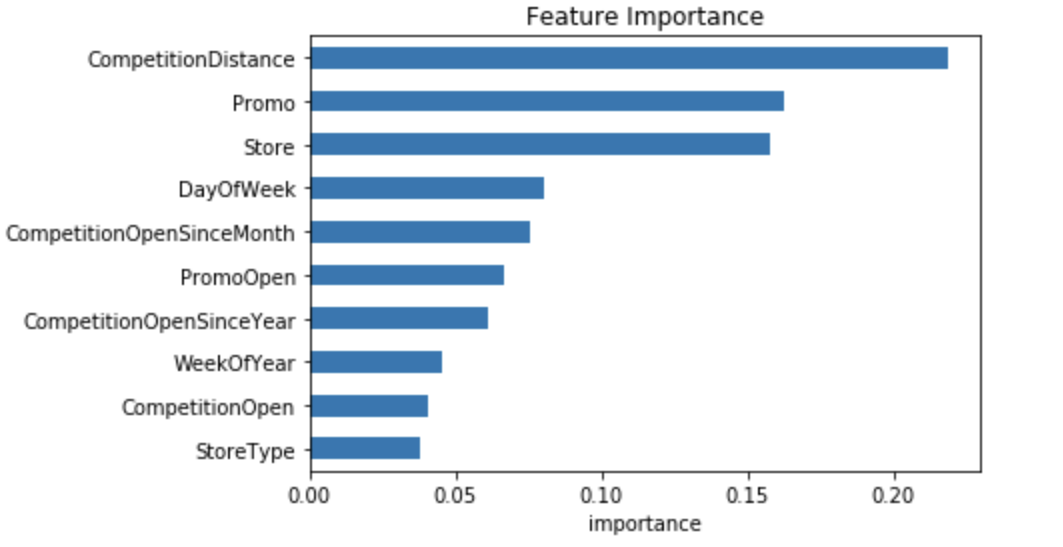 Feature Importance
CompetitionDistance
Promo
Store
DayOfWeek
CompetitionOpenSinceMonth
PromoOpen
CompetitionOpenSinceYear
WeekOfYear
CompetitionOpen
StoreType
0.00 0.05 0.10 0.15 0.20
importance